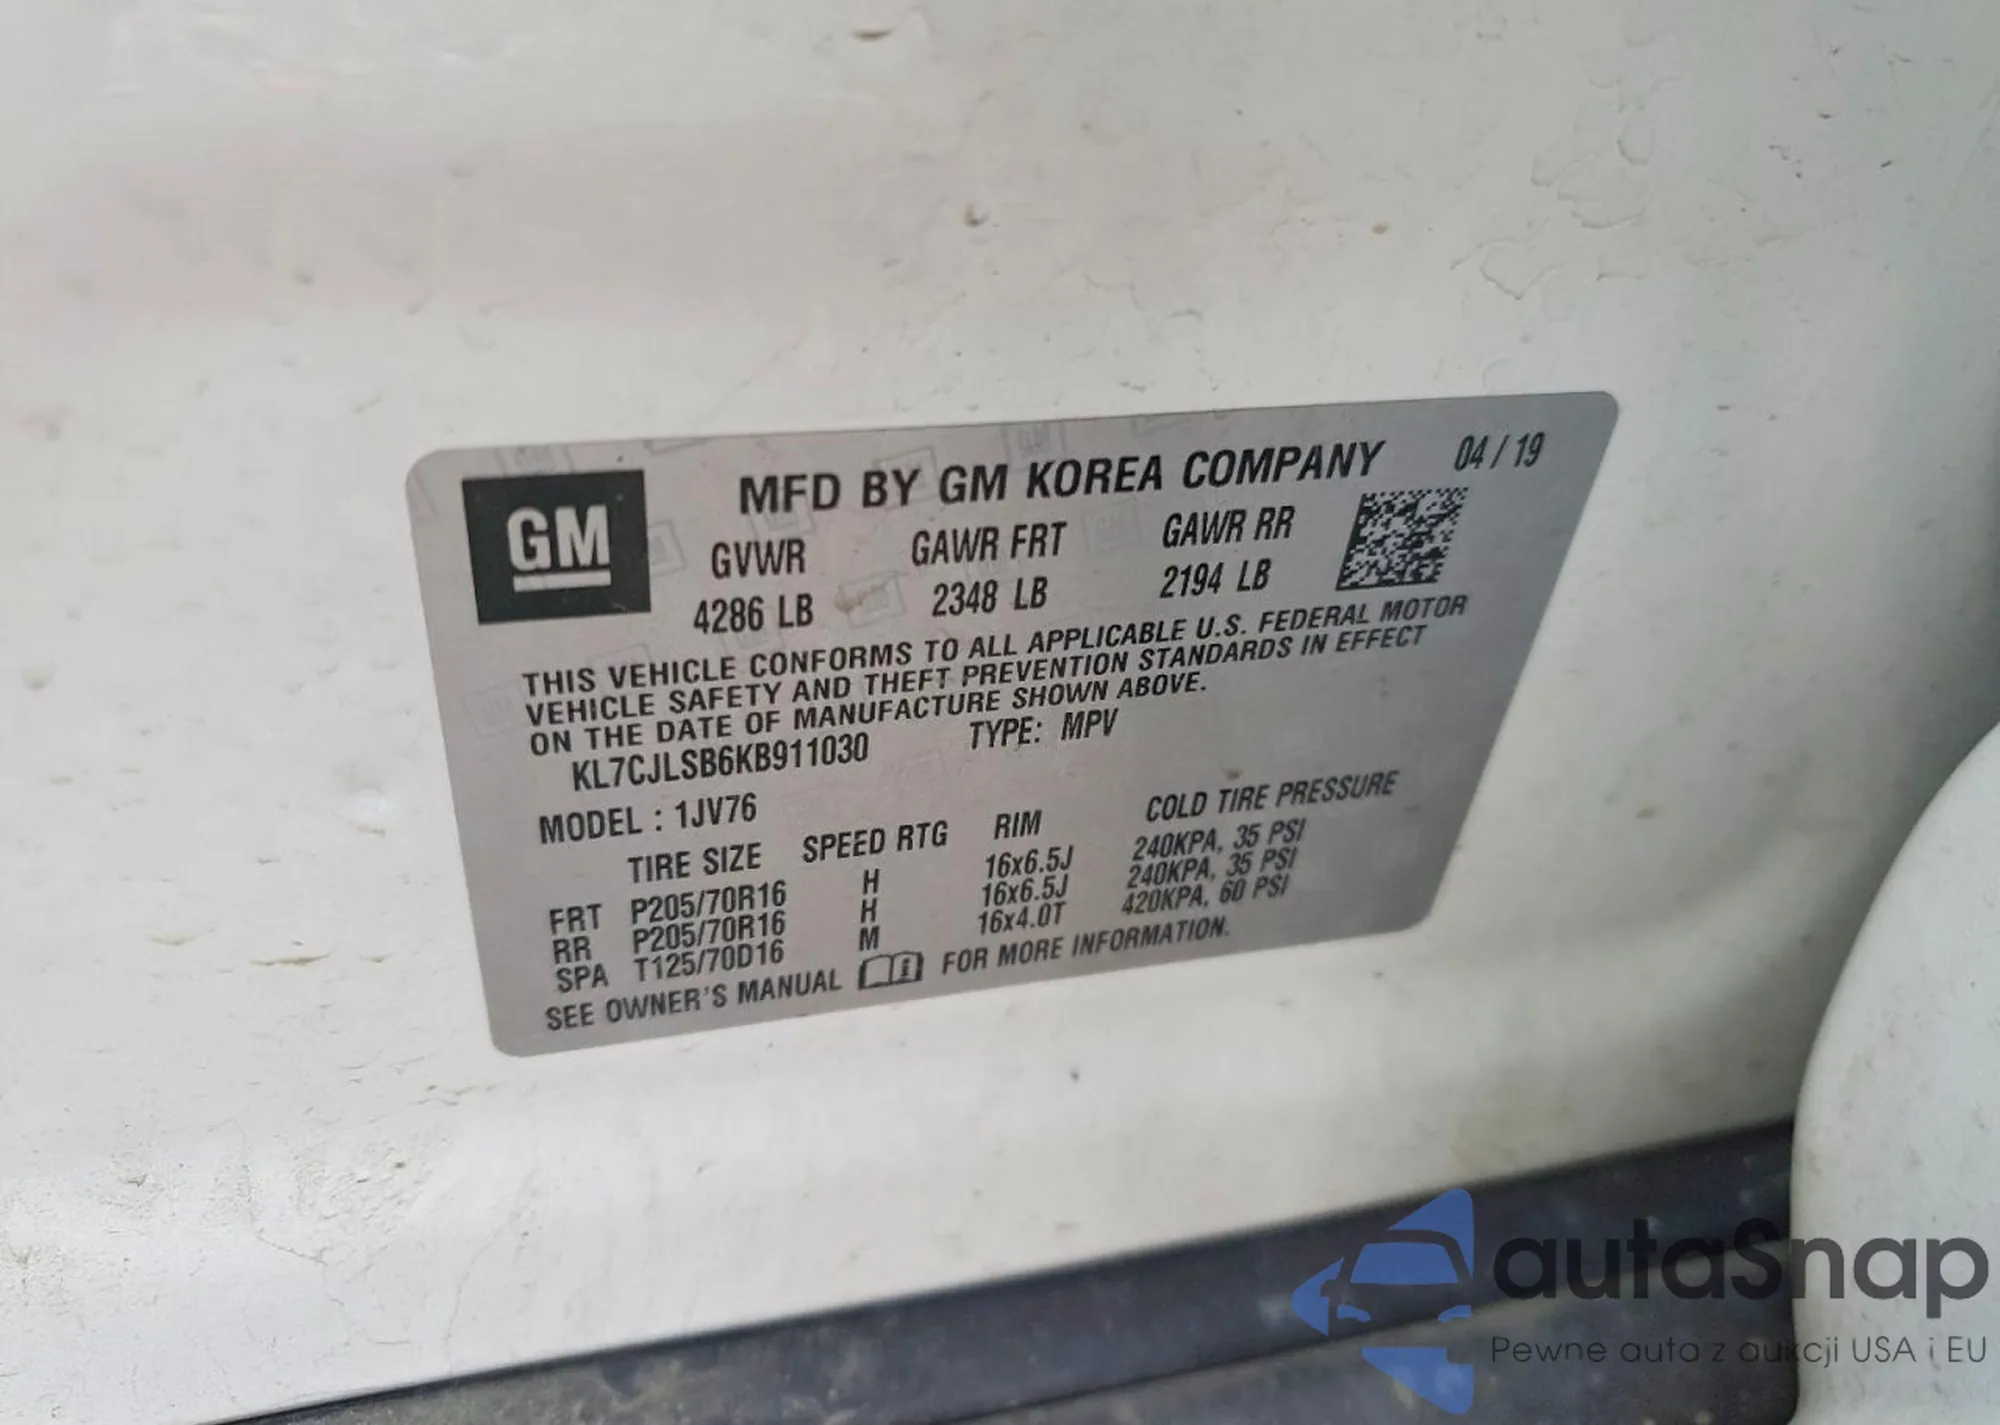 GM
MFD BY GM KOREA COMPANY 04 / 19
GVWR GAWR FRT GAWR RR
4286 LB 2348 LB 2194 LB
THIS VEHICLE CONFORMS TO ALL APPLICABLE U.S. FEDERAL MOTOR
VEHICLE SAFETY AND THEFT PREVENTION STANDARDS IN EFFECT
ON THE DATE OF MANUFACTURE SHOWN ABOVE.
KL7CJLSB6KB911030 TYPE: MPV
MODEL : 1JV76
TIRE SIZE SPEED RTG RIM COLD TIRE PRESSURE
FRT P205/70R16 H 16x6.5J 240KPA, 35 PSI
RR P205/70R16 H 16x6.5J 240KPA, 35 PSI
SPA T125/70D16 M 16x4.0T 420KPA, 60 PSI
SEE OWNER'S MANUAL FOR MORE INFORMATION.
autaSnap
Pewne auta z aukcji USA i EU